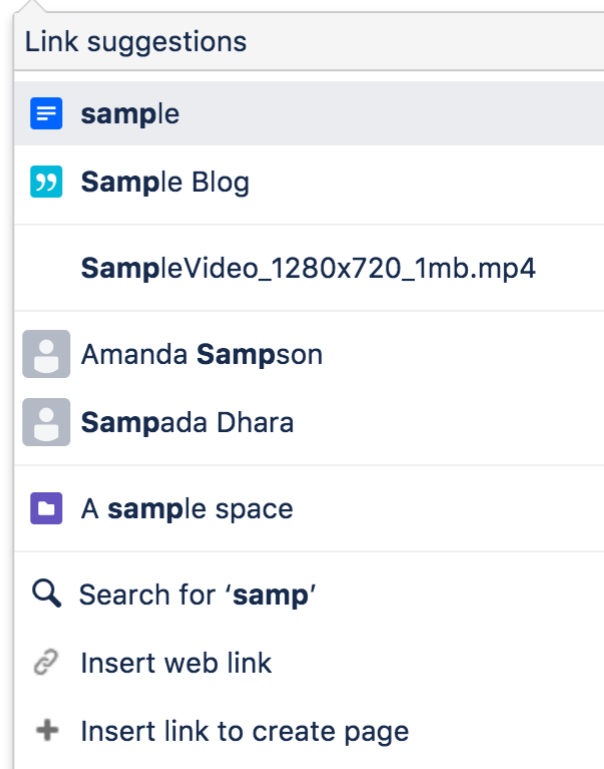 Link suggestions
sample
Sample Blog
SampleVideo_1280x720_1mb.mp4
Amanda Sampson
Sampada Dhara
A sample space
Search for ‘samp’
Insert web link
Insert link to create page